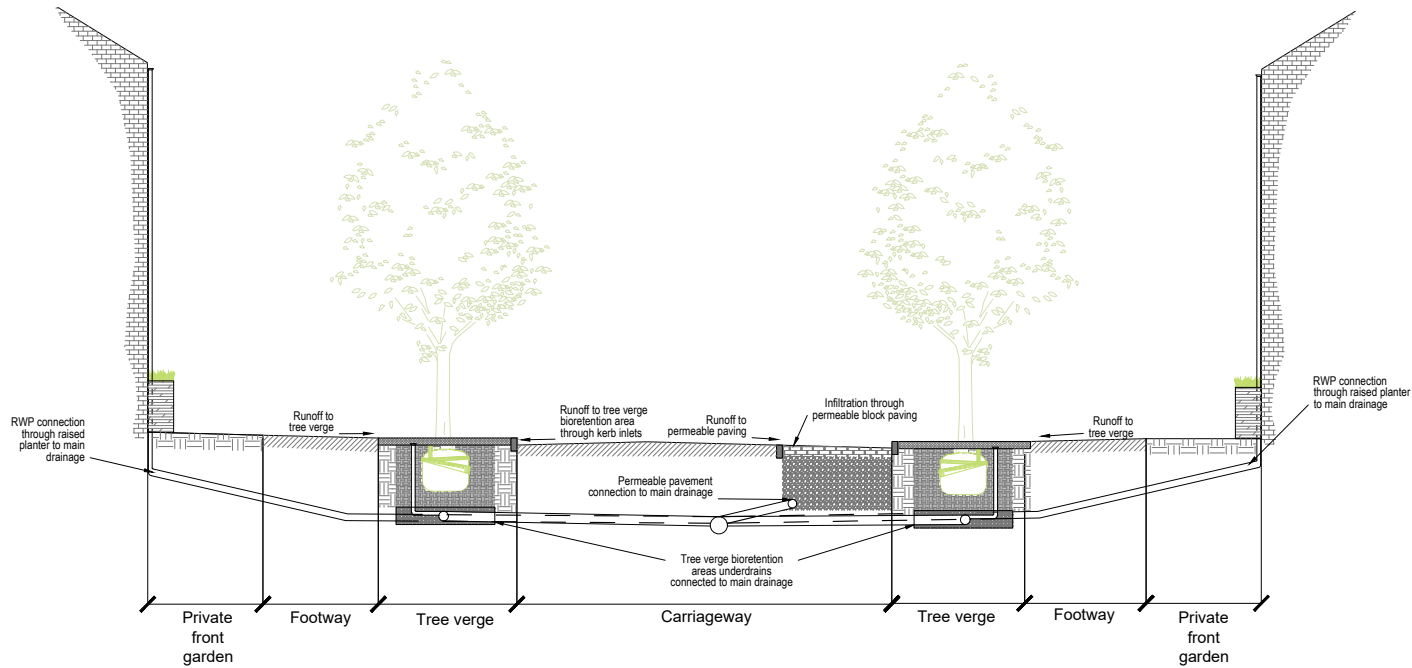 RWP connection
through raised
planter to main
drainage
Runoff to
tree verge
Runoff to tree verge
bioretention area
through kerb inlets
Runoff to
permeable paving
Infiltration through
permeable block paving
Runoff to
tree verge
RWP connection
through raised planter
to main drainage
Permeable pavement
connection to main drainage
Tree verge bioretention
areas underdrains
connected to main drainage
Private
front
garden
Footway
Tree verge
Carriageway
Tree verge
Footway
Private
front
garden